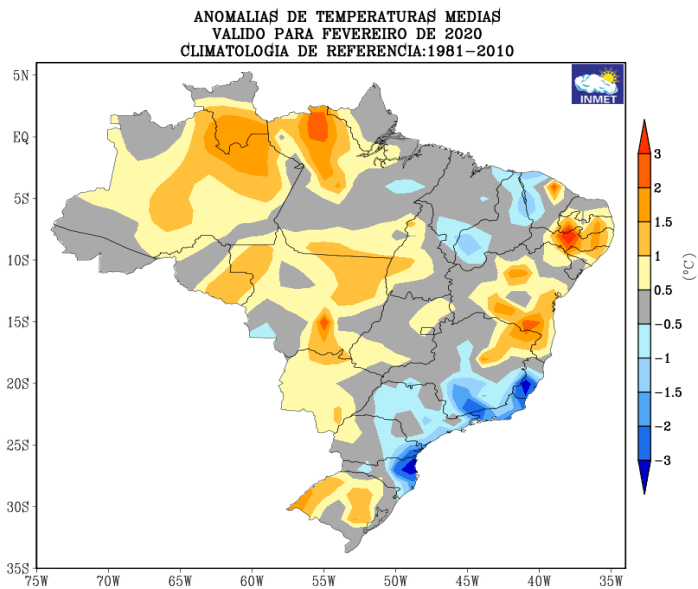 ANOMALIAS DE TEMPERATURAS MEDIAS
VALIDO PARA FEVEREIRO DE 2020
CLIMATOLOGIA DE REFERENCIA:1981-2010
INMET
5N
EQ
5S
10S
15S
20S
25S
30S
35S
75W
70W
65W
60W
55W
50W
45W
40W
35W
3
2
1.5
1
0.5
-0.5
-1
-1.5
-2
-3
(°C)